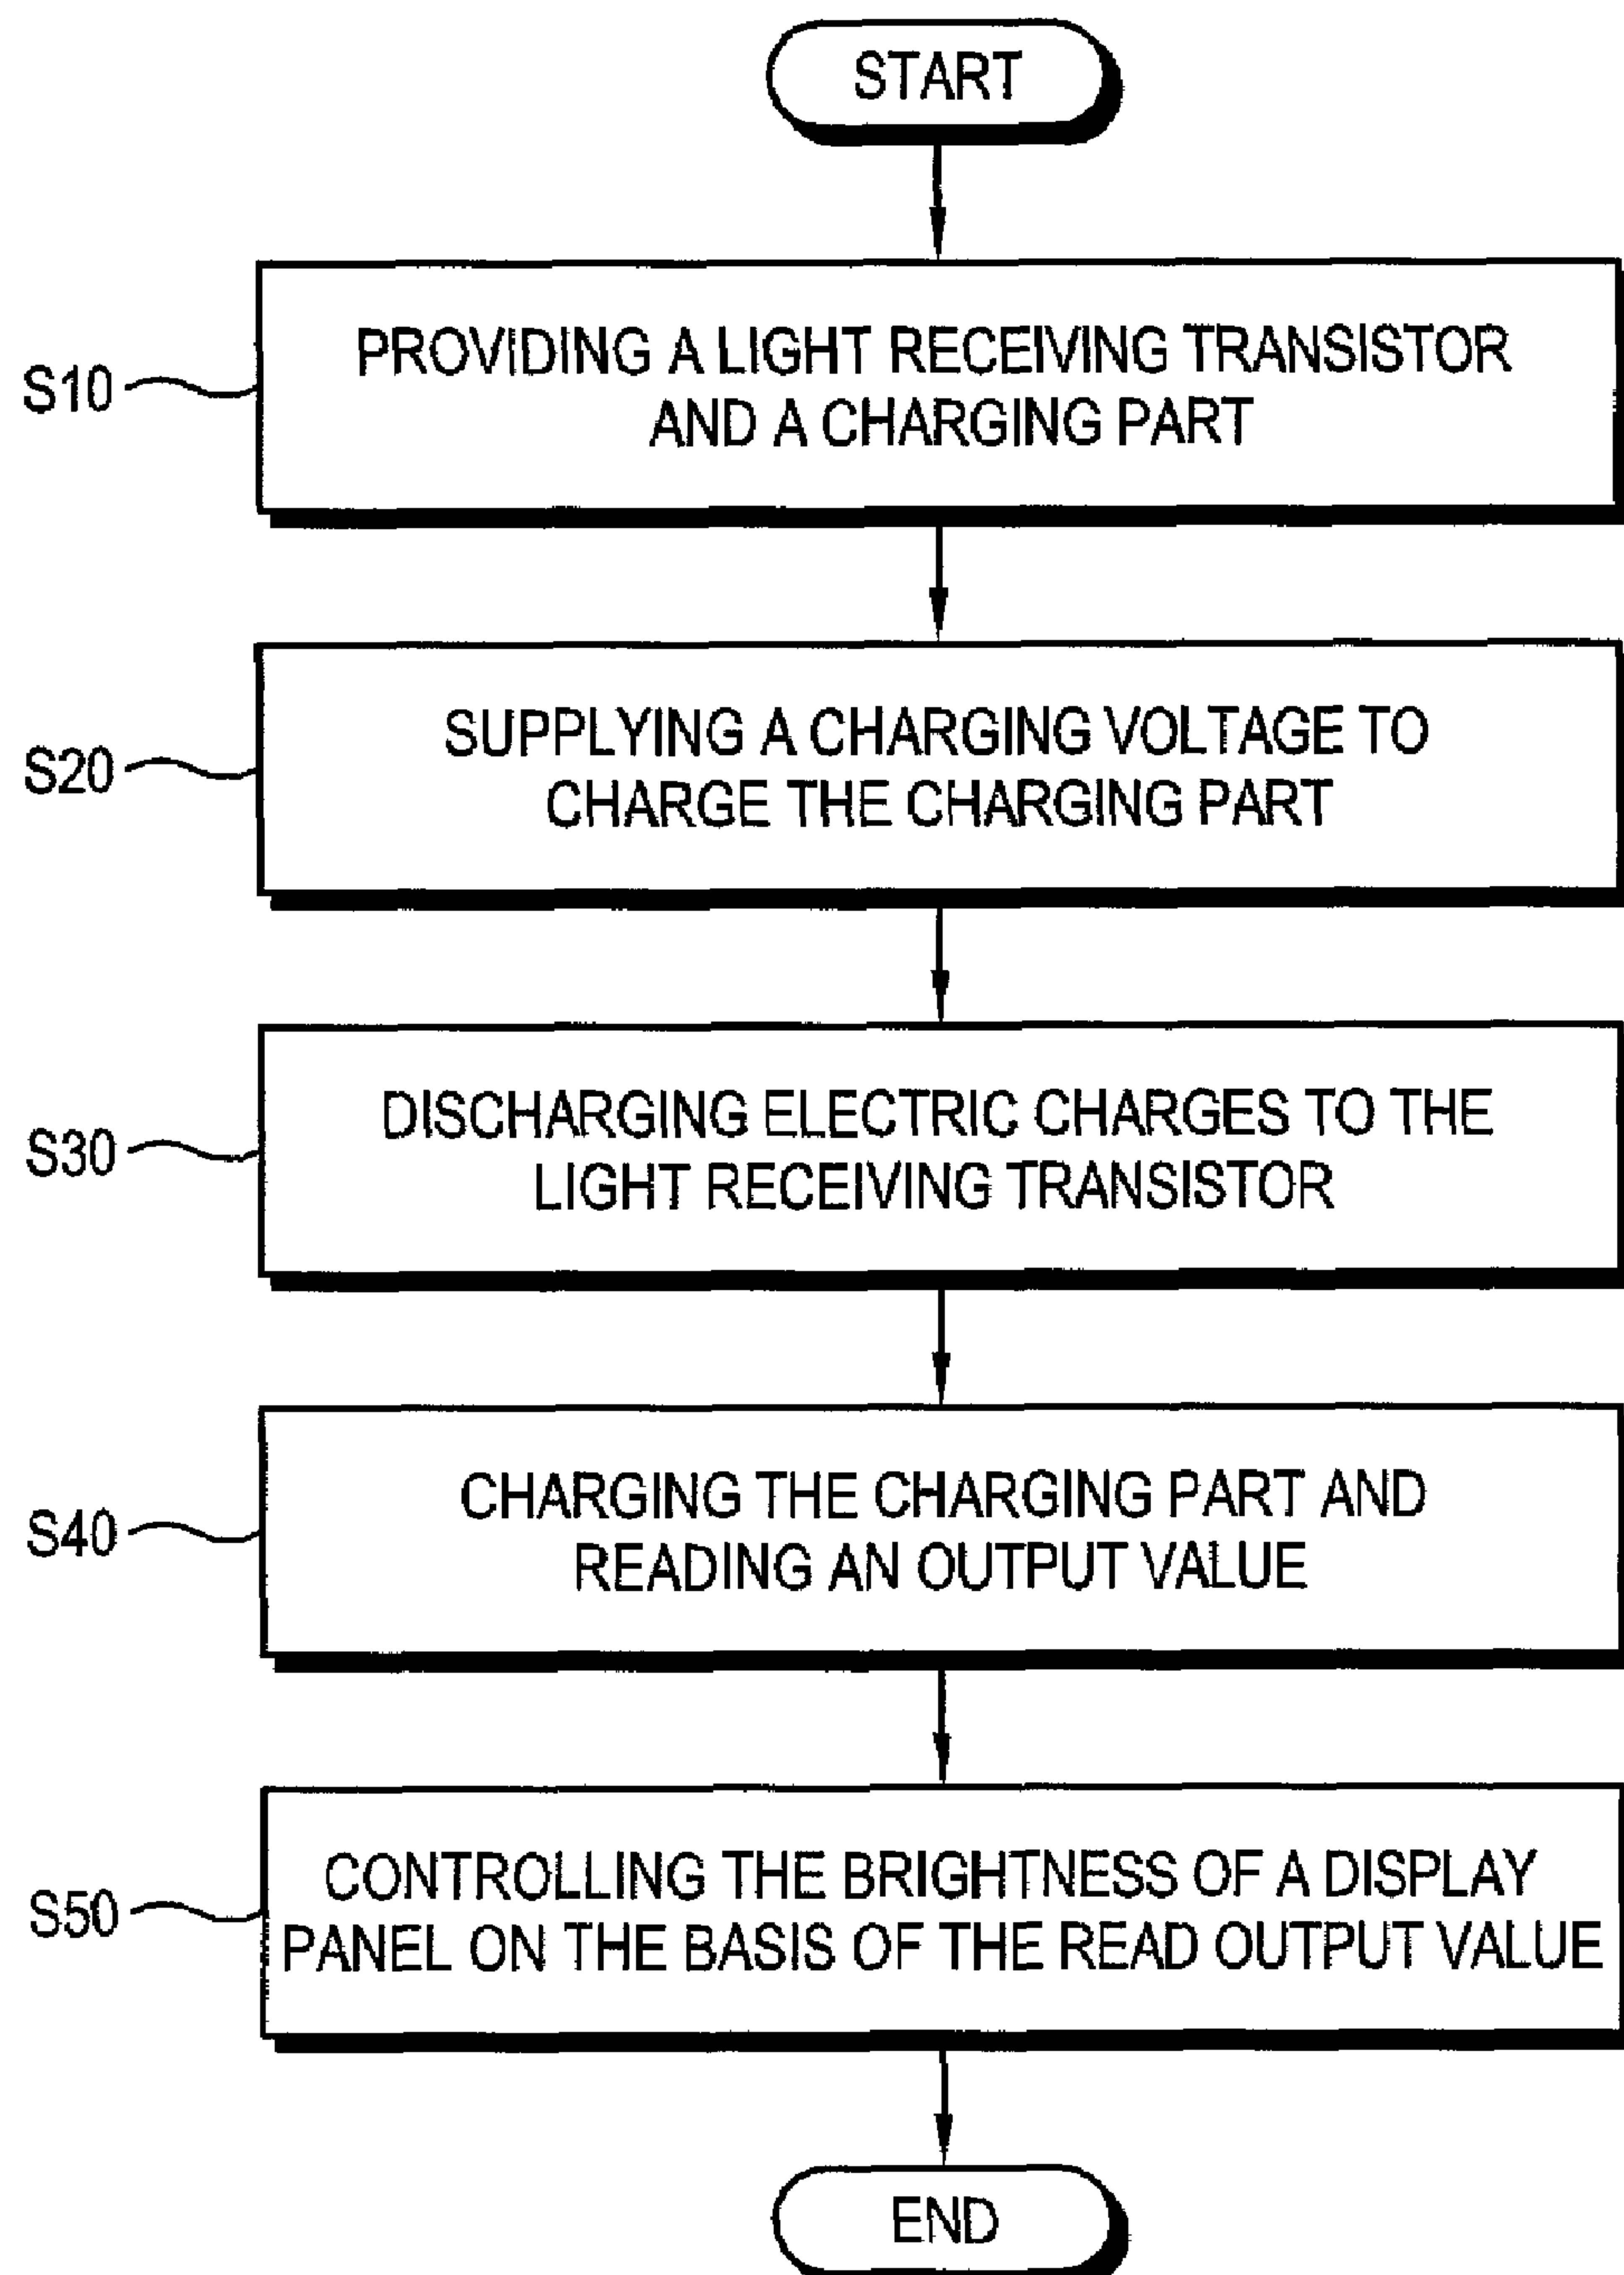 START
S10
PROVIDING A LIGHT RECEIVING TRANSISTOR
AND A CHARGING PART
S20
SUPPLYING A CHARGING VOLTAGE TO
CHARGE THE CHARGING PART
S30
DISCHARGING ELECTRIC CHARGES TO THE
LIGHT RECEIVING TRANSISTOR
S40
CHARGING THE CHARGING PART AND
READING AN OUTPUT VALUE
S50
CONTROLLING THE BRIGHTNESS OF A DISPLAY
PANEL ON THE BASIS OF THE READ OUTPUT VALUE
END